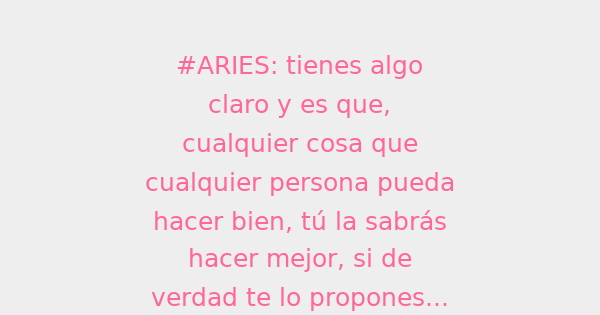 #ARIES: tienes algo
claro y es que,
cualquier cosa que
cualquier persona pueda
hacer bien, tú la sabrás
hacer mejor, si de
verdad te lo propones...